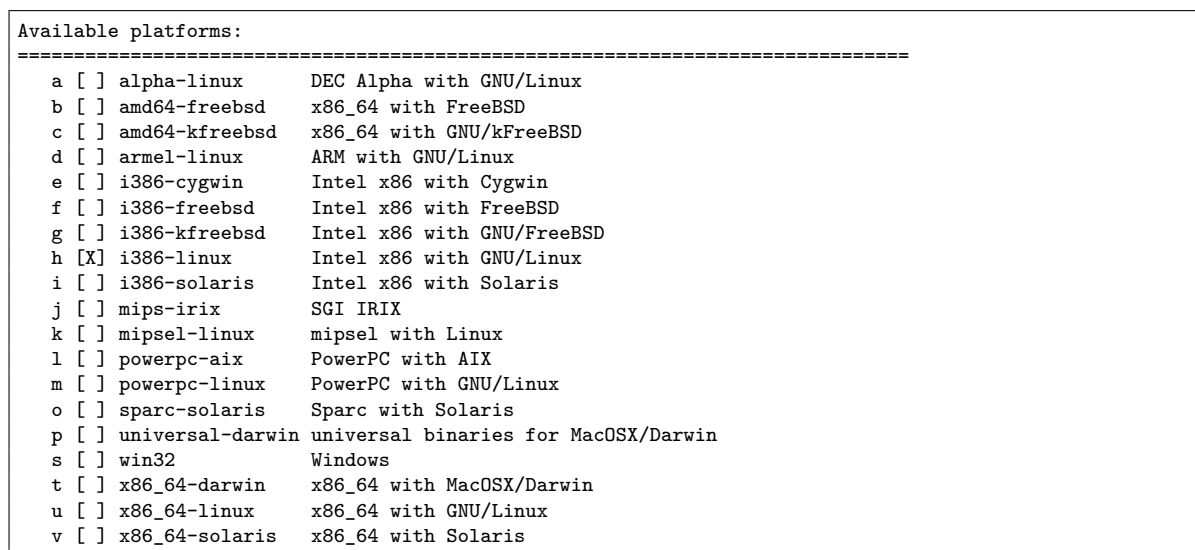 Available platforms:
===============================================================================
   a [ ] alpha-linux      DEC Alpha with GNU/Linux
   b [ ] amd64-freebsd    x86_64 with FreeBSD
   c [ ] amd64-kfreebsd   x86_64 with GNU/kFreeBSD
   d [ ] armel-linux      ARM with GNU/Linux
   e [ ] i386-cygwin      Intel x86 with Cygwin
   f [ ] i386-freebsd     Intel x86 with FreeBSD
   g [ ] i386-kfreebsd    Intel x86 with GNU/FreeBSD
   h [X] i386-linux       Intel x86 with GNU/Linux
   i [ ] i386-solaris     Intel x86 with Solaris
   j [ ] mips-irix        SGI IRIX
   k [ ] mipsel-linux     mipsel with Linux
   l [ ] powerpc-aix      PowerPC with AIX
   m [ ] powerpc-linux    PowerPC with GNU/Linux
   o [ ] sparc-solaris    Sparc with Solaris
   p [ ] universal-darwin universal binaries for MacOSX/Darwin
   s [ ] win32            Windows
   t [ ] x86_64-darwin    x86_64 with MacOSX/Darwin
   u [ ] x86_64-linux     x86_64 with GNU/Linux
   v [ ] x86_64-solaris   x86_64 with Solaris